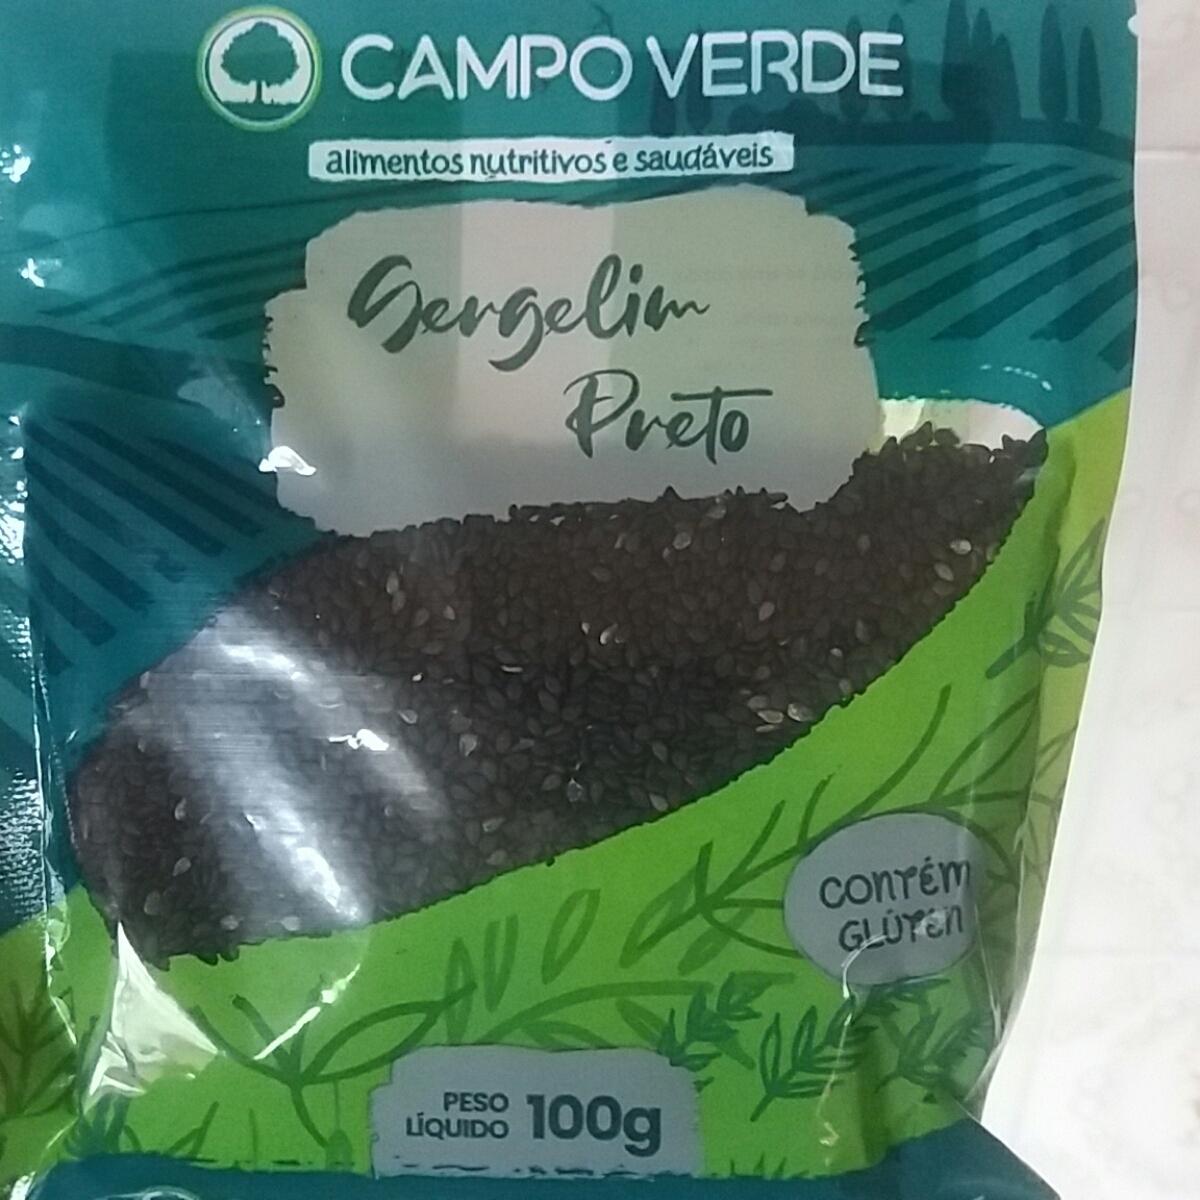 CAMPO VERDE
alimentos nutritivos e saudáveis
Sergelim
Preto
CONTÉM
GLÚTEN
PESO
LÍQUIDO 100g